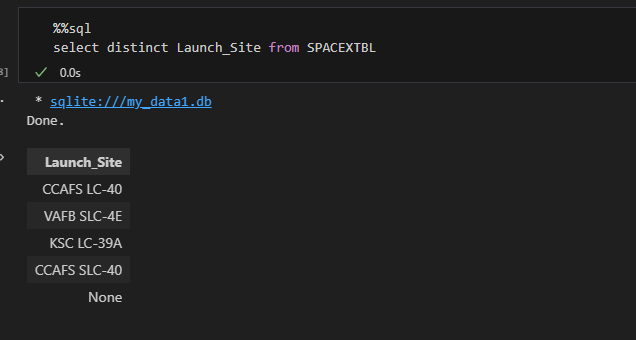 %%sql
select distinct Launch_Site from SPACEXTBL
3]
0.0s
* sqlite:///my_data1.db
Done.
Launch_Site
CCAFS LC-40
VAFB SLC-4E
KSC LC-39A
CCAFS SLC-40
None